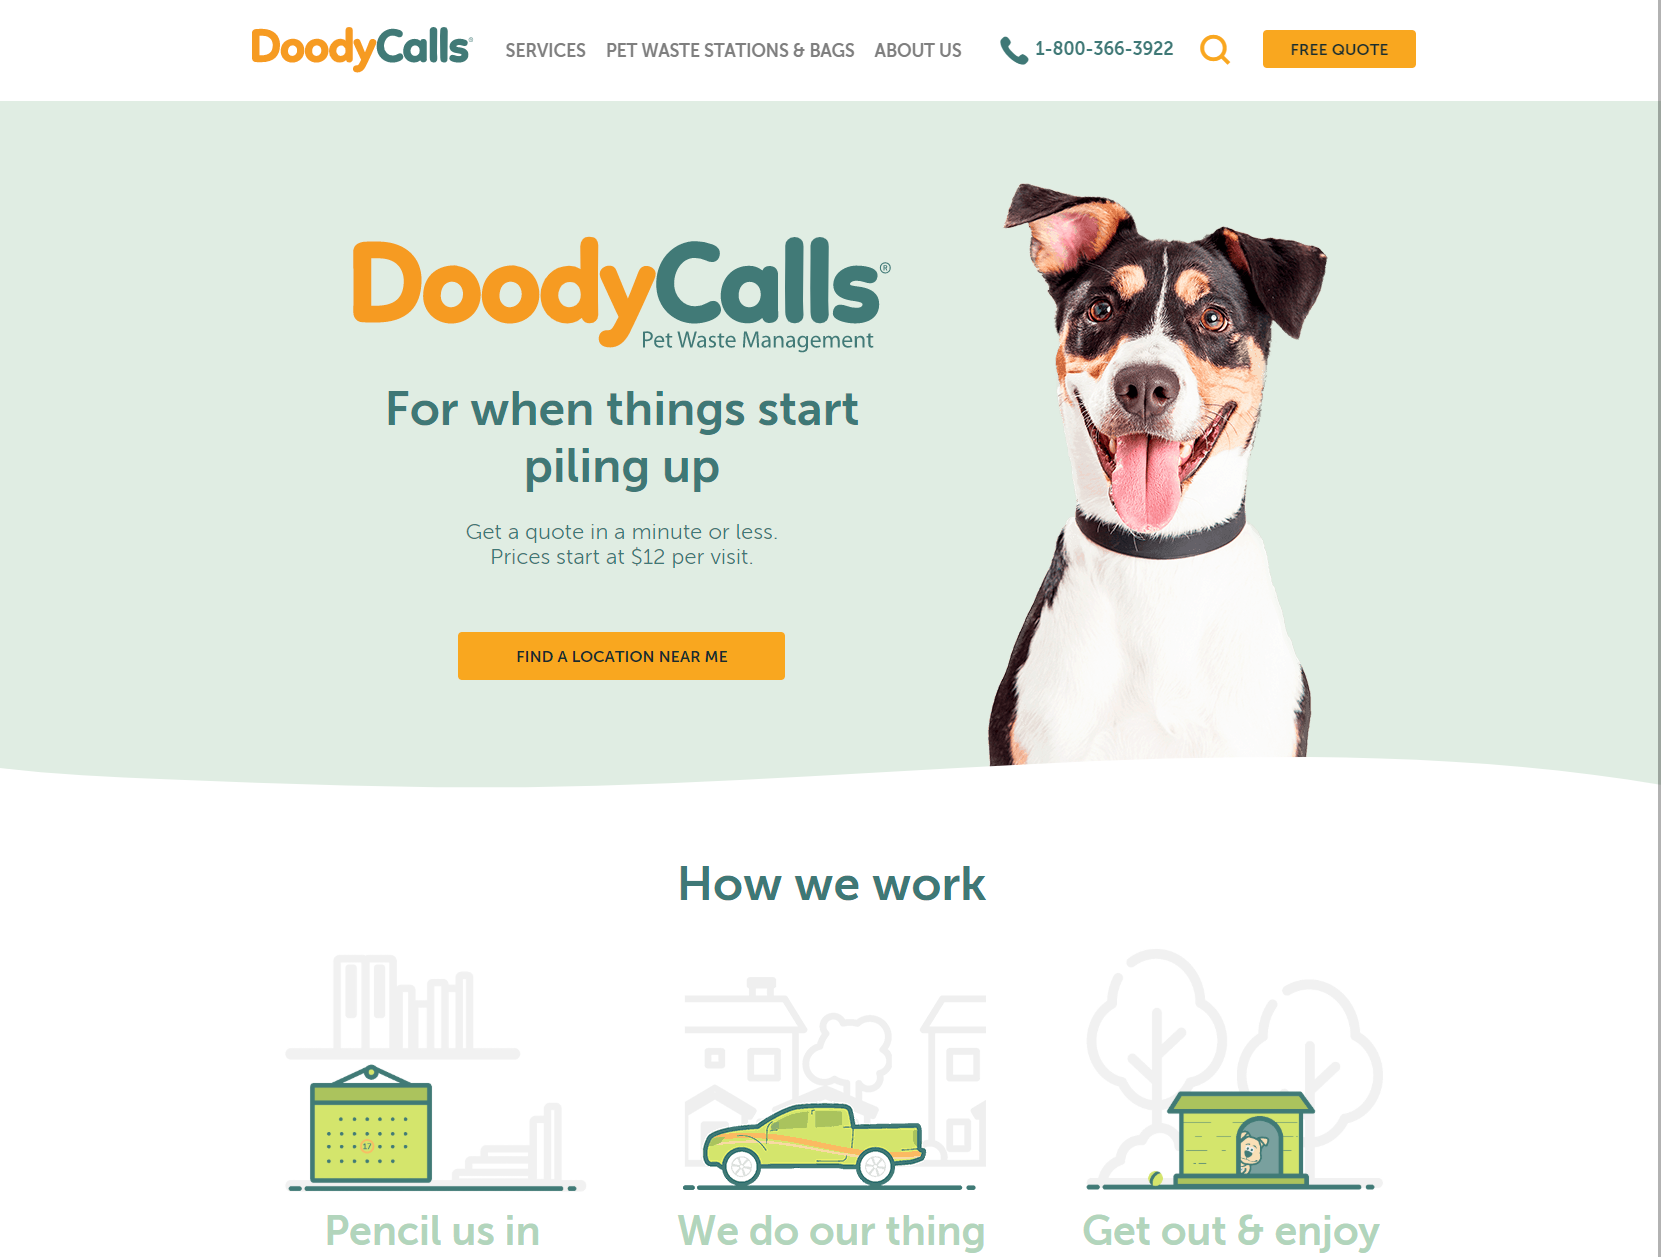 DoodyCalls®
SERVICES PET WASTE STATIONS & BAGS ABOUT US 1-800-366-3922 FREE QUOTE
DoodyCalls®
Pet Waste Management
For when things start
piling up
Get a quote in a minute or less.
Prices start at $12 per visit.
FIND A LOCATION NEAR ME
How we work
17
Pencil us in We do our thing Get out & enjoy